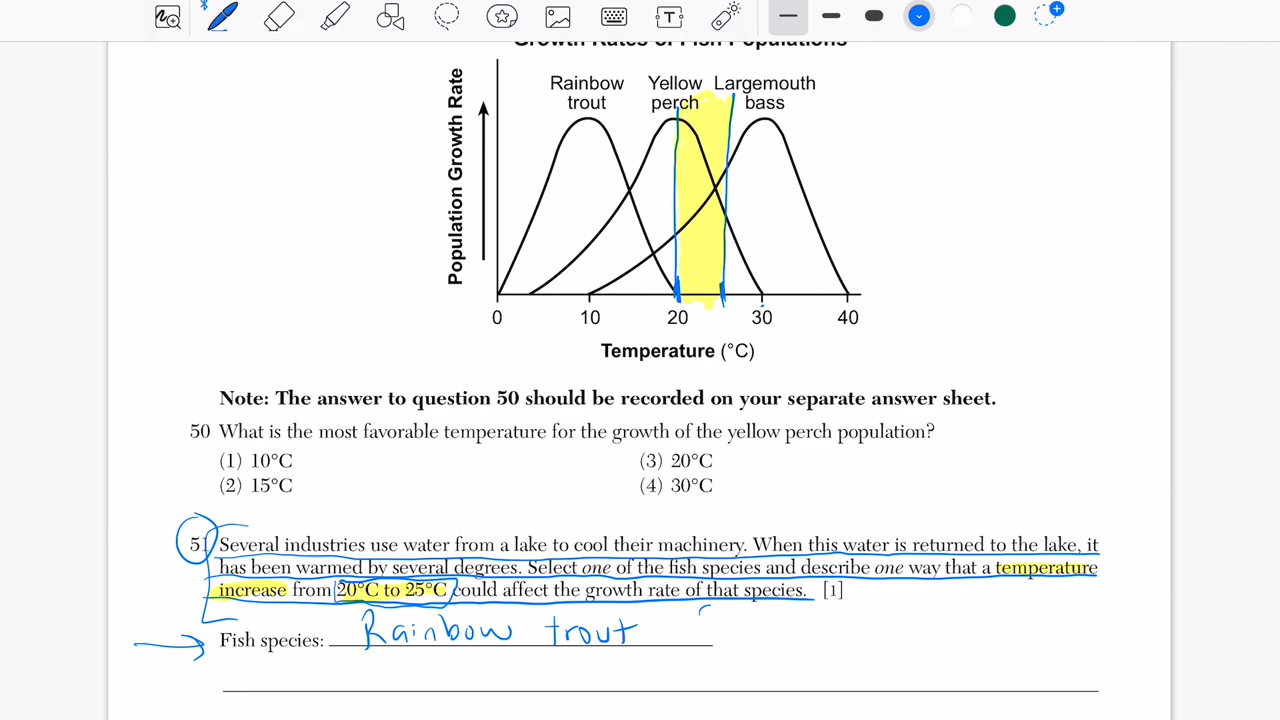 Growth Rates of Fish Populations
Rainbow trout
Yellow perch
Largemouth bass
Population Growth Rate
0 10 20 30 40
Temperature (°C)
Note: The answer to question 50 should be recorded on your separate answer sheet.
50 What is the most favorable temperature for the growth of the yellow perch population?
(1) 10°C (3) 20°C
(2) 15°C (4) 30°C
51 Several industries use water from a lake to cool their machinery. When this water is returned to the lake, it
has been warmed by several degrees. Select one of the fish species and describe one way that a temperature
increase from 20°C to 25°C could affect the growth rate of that species. [1]
Fish species: Rainbow trout